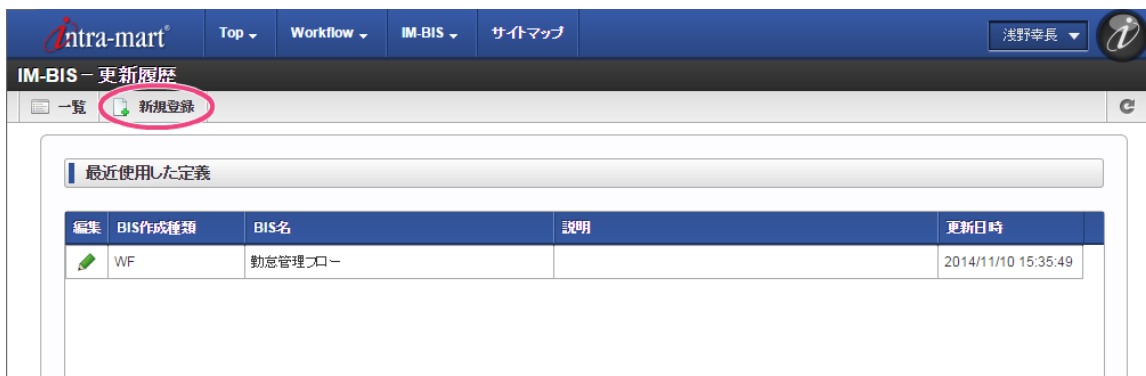 intra-mart® Top Workflow IM-BIS サイトマップ 浅野幸長
IM-BIS－更新履歴
一覧 新規登録
最近使用した定義
編集 BIS作成種類 BIS名 説明 更新日時
WF 勤怠管理フロー 2014/11/10 15:35:49